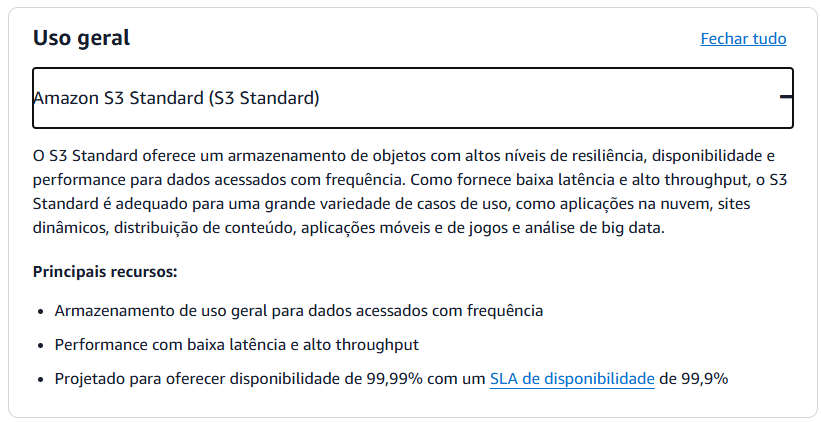 Uso geral
Fechar tudo
Amazon S3 Standard (S3 Standard)
O S3 Standard oferece um armazenamento de objetos com altos níveis de resiliência, disponibilidade e
performance para dados acessados com frequência. Como fornece baixa latência e alto throughput, o S3
Standard é adequado para uma grande variedade de casos de uso, como aplicações na nuvem, sites
dinâmicos, distribuição de conteúdo, aplicações móveis e de jogos e análise de big data.
Principais recursos:
• Armazenamento de uso geral para dados acessados com frequência
• Performance com baixa latência e alto throughput
• Projetado para oferecer disponibilidade de 99,99% com um SLA de disponibilidade de 99,9%